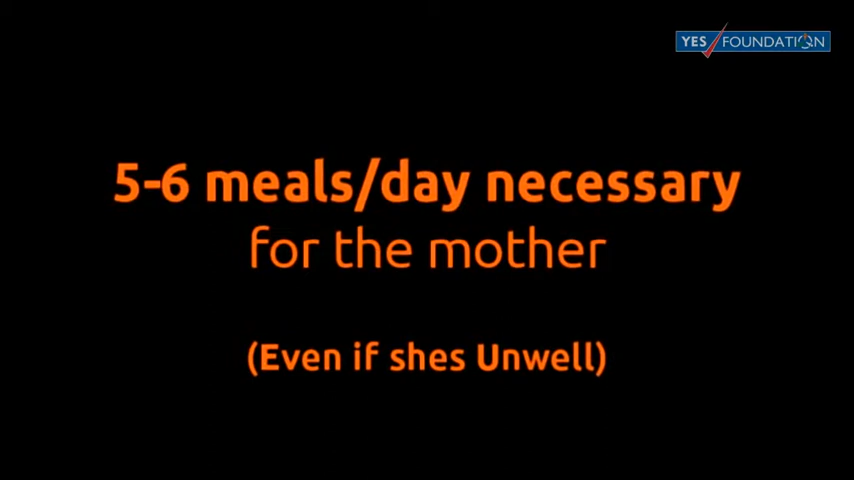 YES FOUNDATION
5-6 meals/day necessary
for the mother
(Even if shes Unwell)